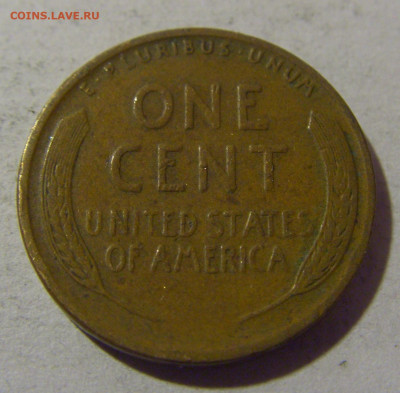 COINS.LAVE.RU
E·PLURIBUS·UNUM
ONE
CENT
UNITED STATES
OF AMERICA